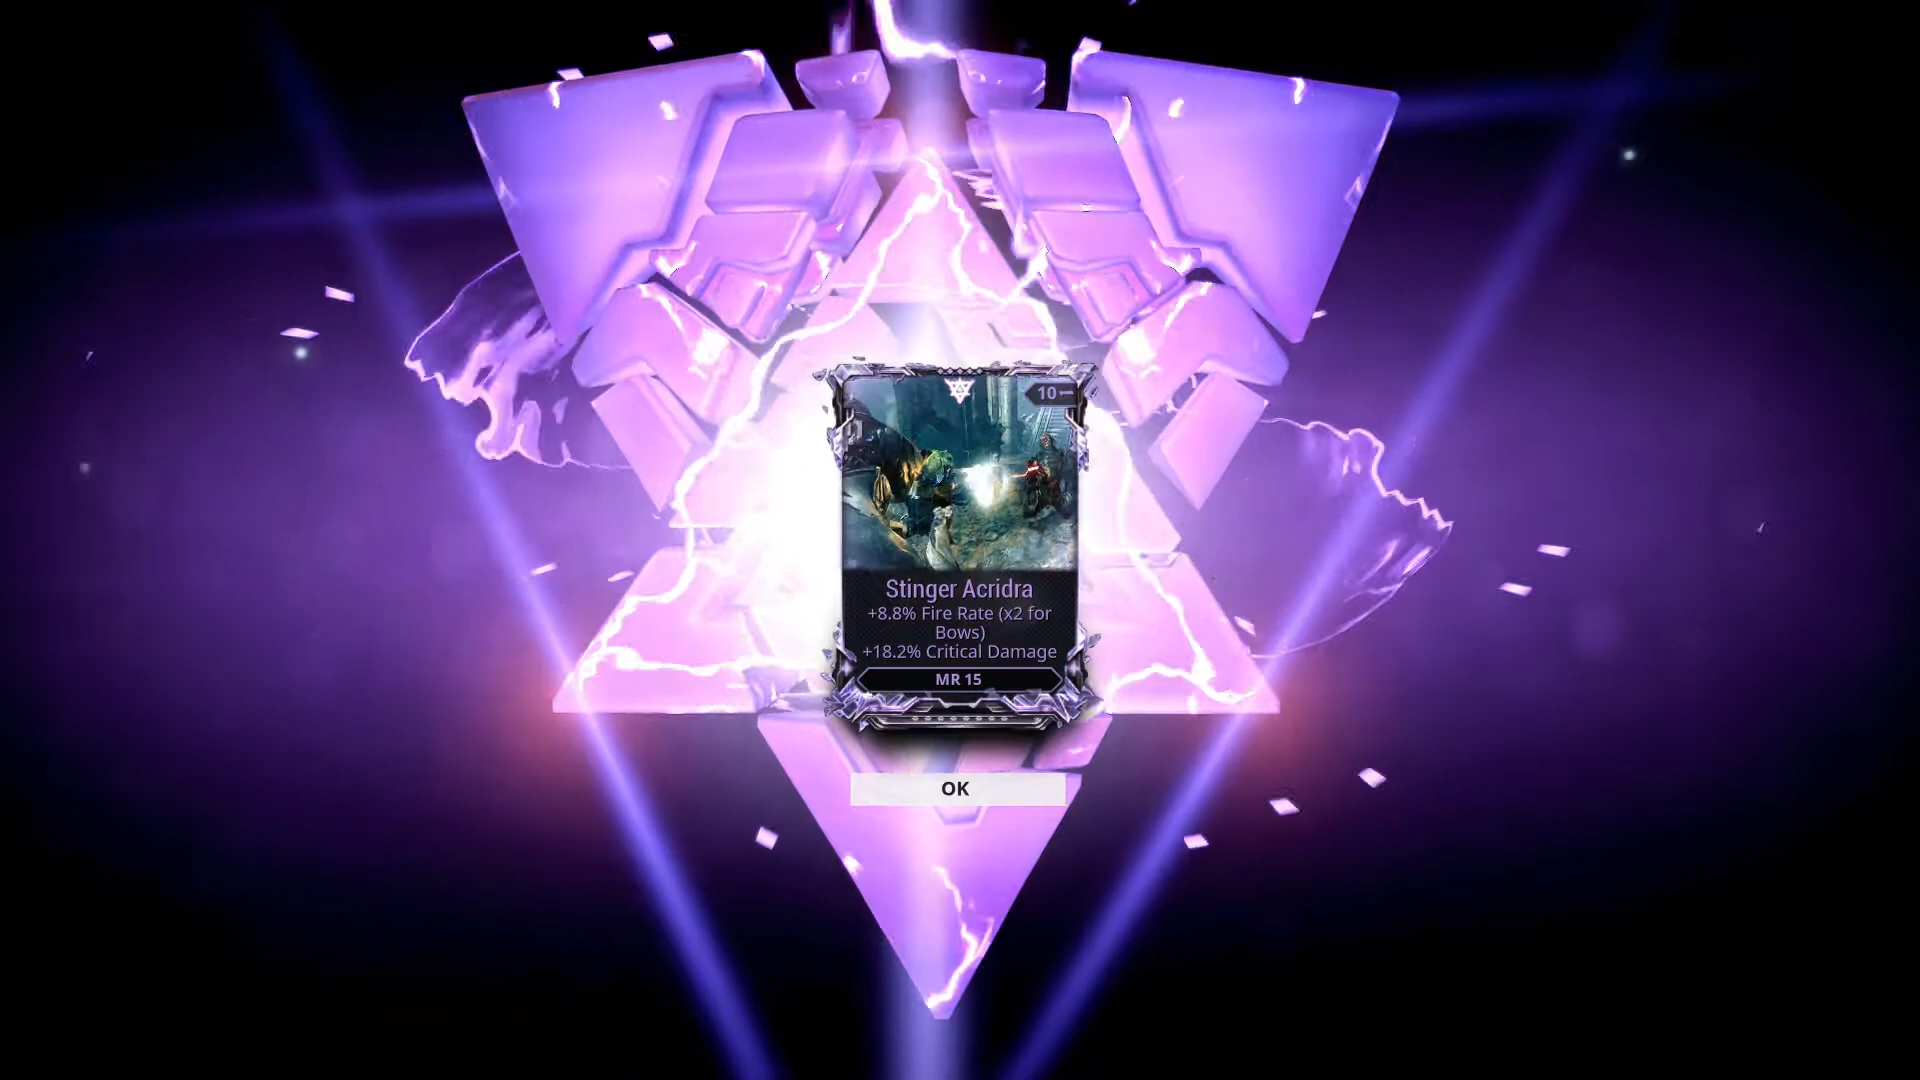 10
Stinger Acridra
+8.8% Fire Rate (x2 for
Bows)
+18.2% Critical Damage
MR 15
OK